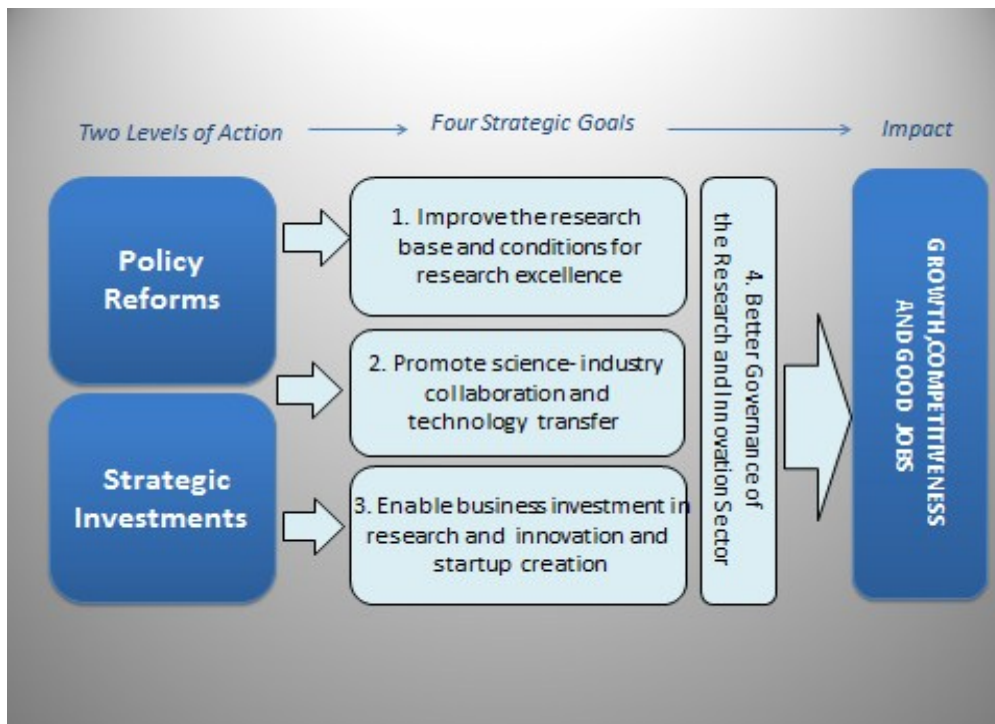 Two Levels of Action
Four Strategic Goals
Impact
Policy
Reforms
Strategic
Investments
1. Improve the research
base and conditions for
research excellence
2. Promote science- industry
collaboration and
technology transfer
3. Enable business investment in
research and innovation and
startup creation
4. Better Governance of
the Research and Innovation Sector
GROWTH,COMPETITIVENESS
AND GOOD JOBS